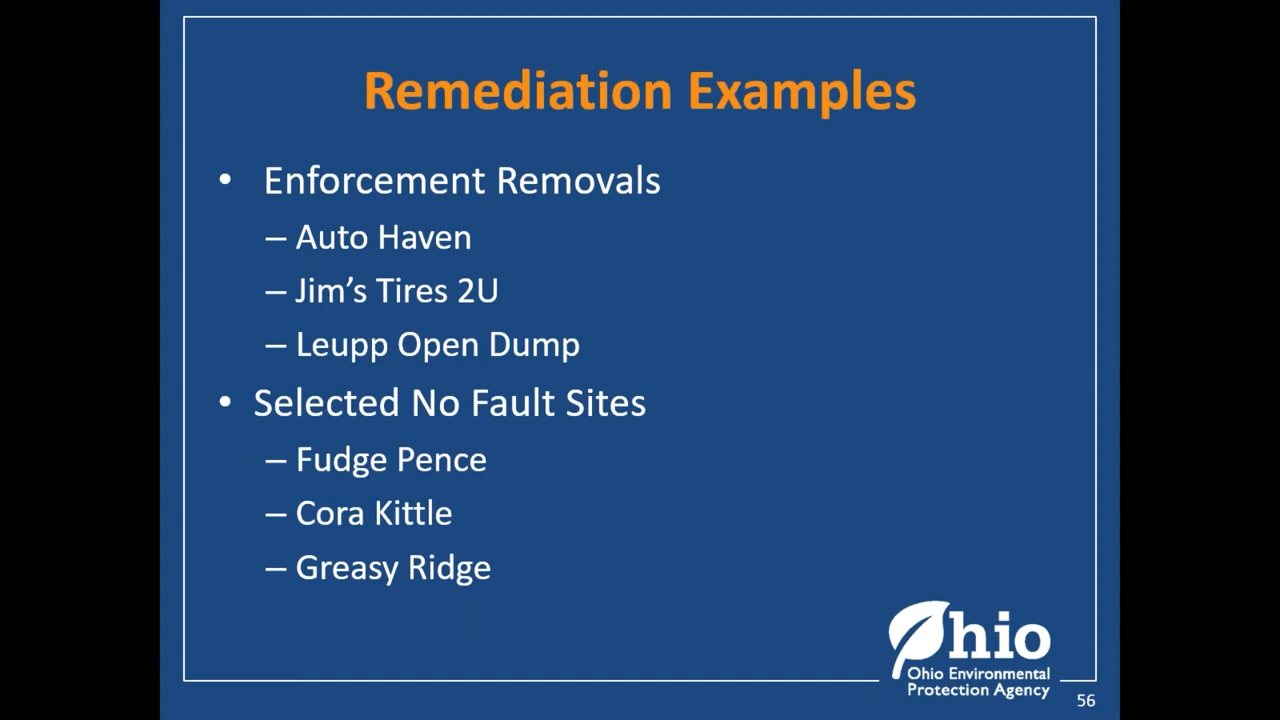 Remediation Examples
• Enforcement Removals
– Auto Haven
– Jim’s Tires 2U
– Leupp Open Dump
• Selected No Fault Sites
– Fudge Pence
– Cora Kittle
– Greasy Ridge
Ohio
Ohio Environmental
Protection Agency
56